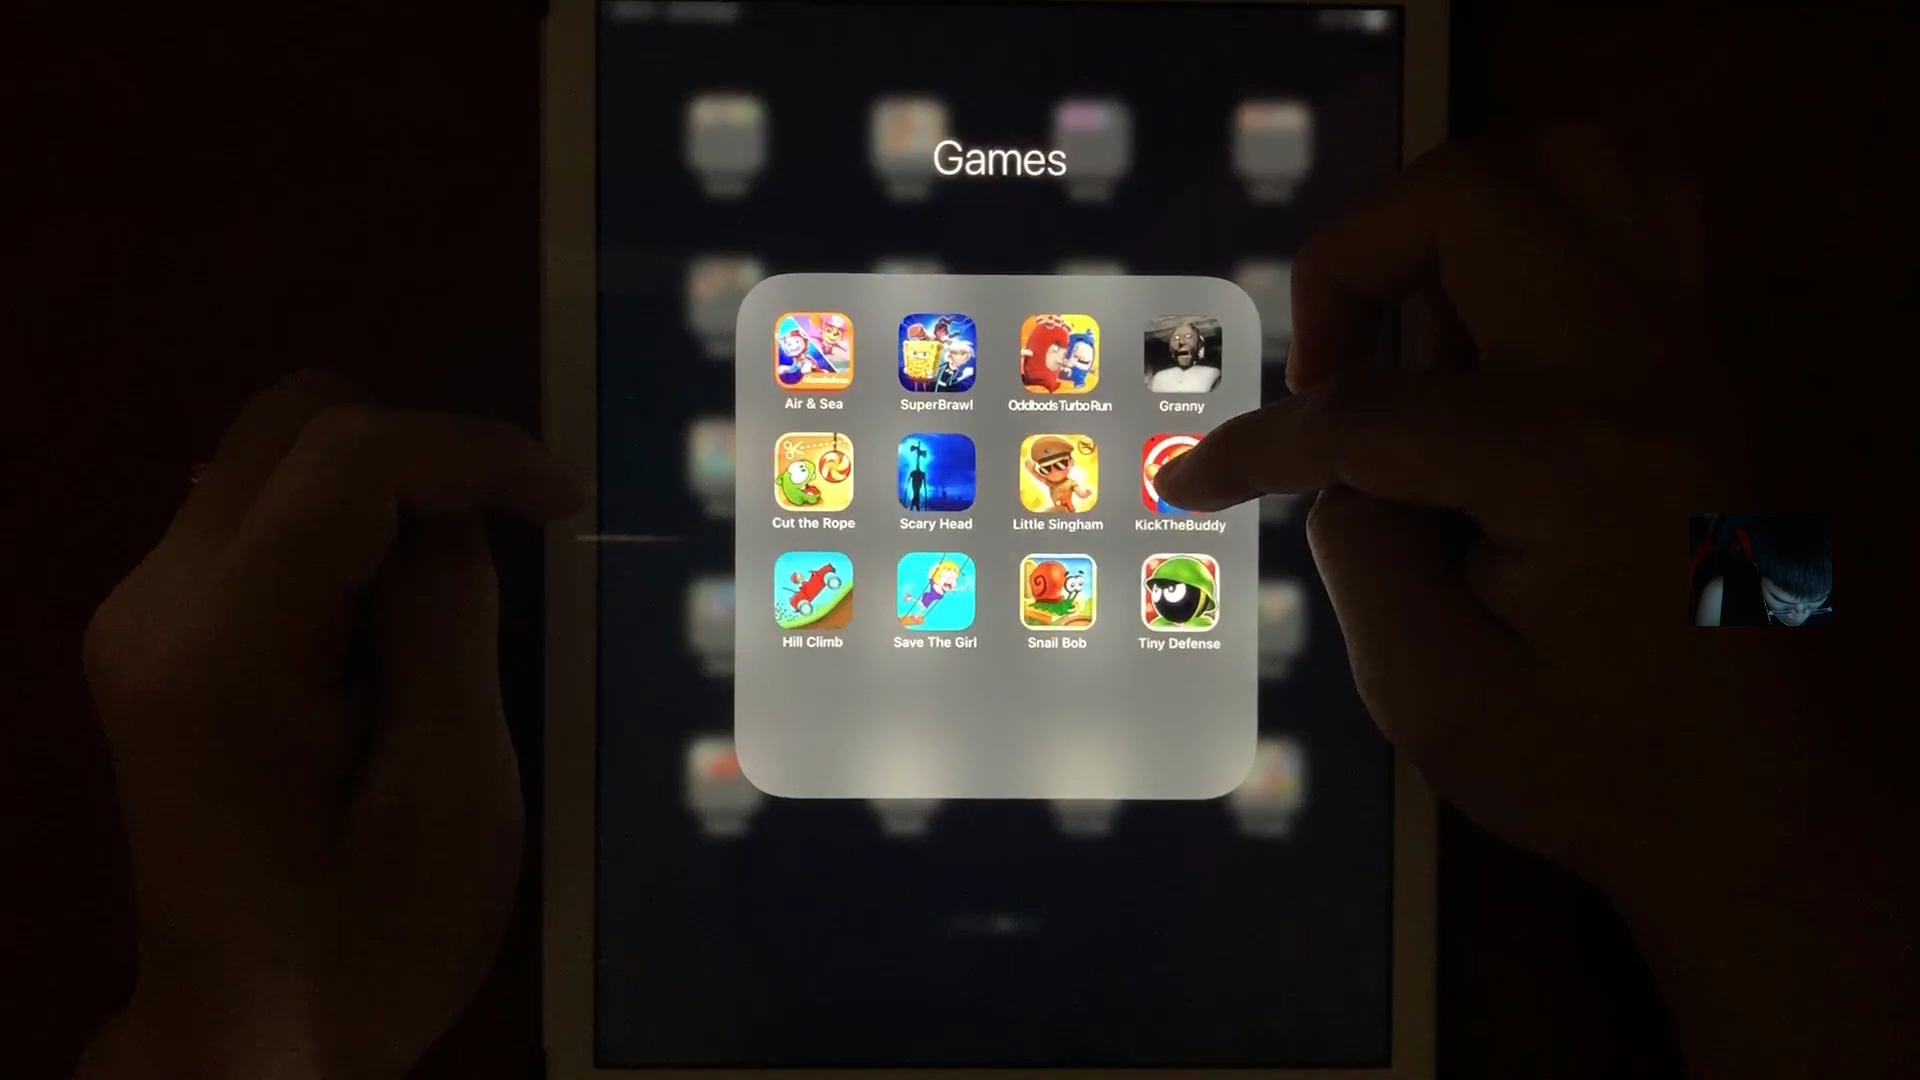 Games
Air & Sea
SuperBrawl
Oddbods Turbo Run
Granny
Cut the Rope
Scary Head
Little Singham
KickTheBuddy
Hill Climb
Save The Girl
Snail Bob
Tiny Defense